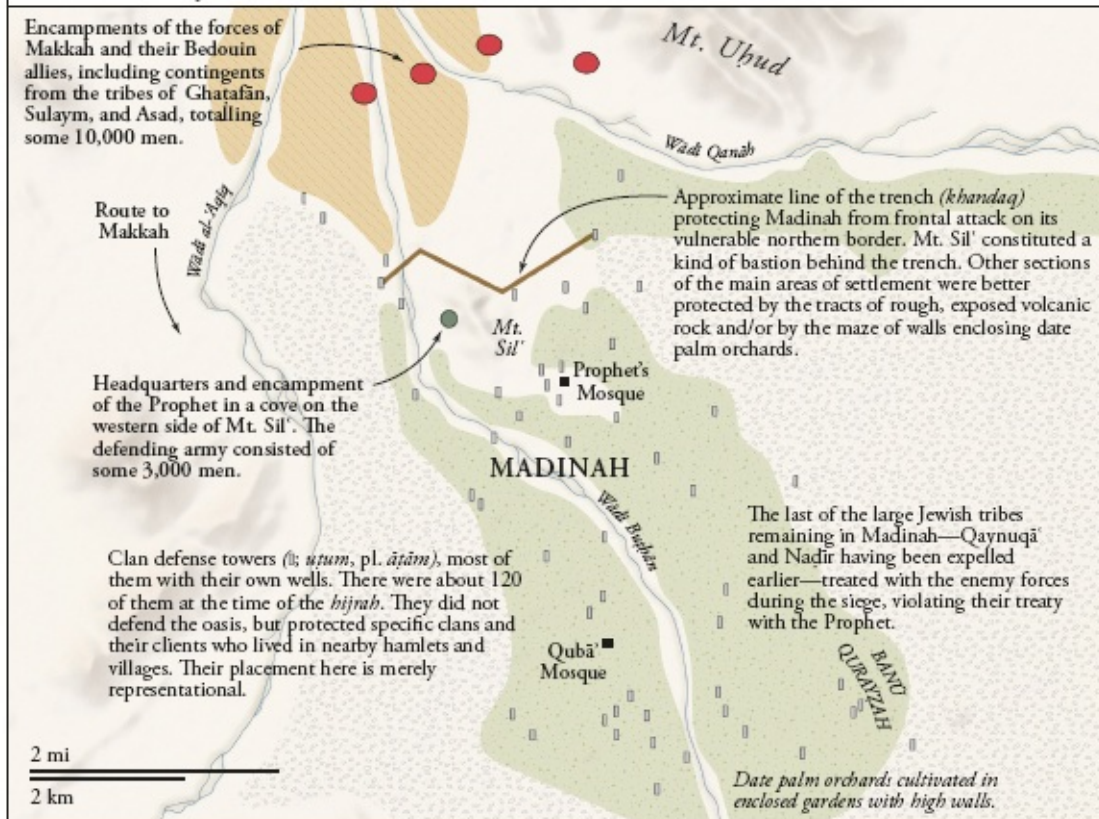 Encampments of the forces of
Makkah and their Bedouin
allies, including contingents
from the tribes of Ghaṭafān,
Sulaym, and Asad, totalling
some 10,000 men.
Mt. Uḥud
Wādī Qanāh
Route to
Makkah
Wādī al-ʿAqīq
Approximate line of the trench (khandaq)
protecting Madinah from frontal attack on its
vulnerable northern border. Mt. Silʿ constituted a
kind of bastion behind the trench. Other sections
of the main areas of settlement were better
protected by the tracts of rough, exposed volcanic
rock and/or by the maze of walls enclosing date
palm orchards.
Mt.
Silʿ
Headquarters and encampment
of the Prophet in a cove on the
western side of Mt. Silʿ. The
defending army consisted of
some 3,000 men.
Prophet's
Mosque
MADINAH
Wādī Buṭḥān
Clan defense towers (▯; uṭum, pl. āṭām), most of
them with their own wells. There were about 120
of them at the time of the hijrah. They did not
defend the oasis, but protected specific clans and
their clients who lived in nearby hamlets and
villages. Their placement here is merely
representational.
The last of the large Jewish tribes
remaining in Madinah—Qaynuqāʿ
and Naḍīr having been expelled
earlier—treated with the enemy forces
during the siege, violating their treaty
with the Prophet.
Qubāʾ
Mosque
BANŪ
QURAYẒAH
2 mi
2 km
Date palm orchards cultivated in
enclosed gardens with high walls.